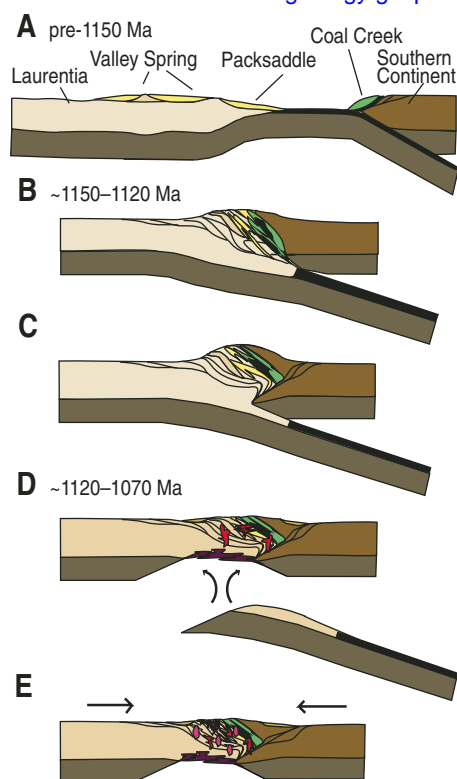 A
pre-1150 Ma
Coal Creek
Valley Spring
Packsaddle
Southern
Laurentia
Continent
B
~1150–1120 Ma
C
D
~1120–1070 Ma
E